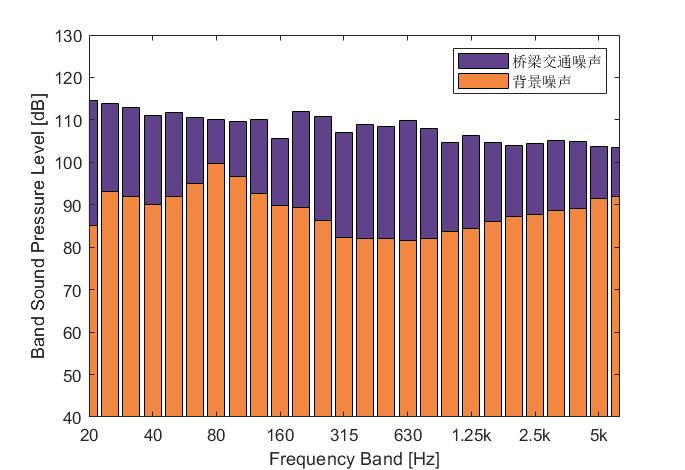 130
120
110
100
90
80
70
60
50
40
Band Sound Pressure Level [dB]
桥梁交通噪声
背景噪声
20 40 80 160 315 630 1.25k 2.5k 5k
Frequency Band [Hz]